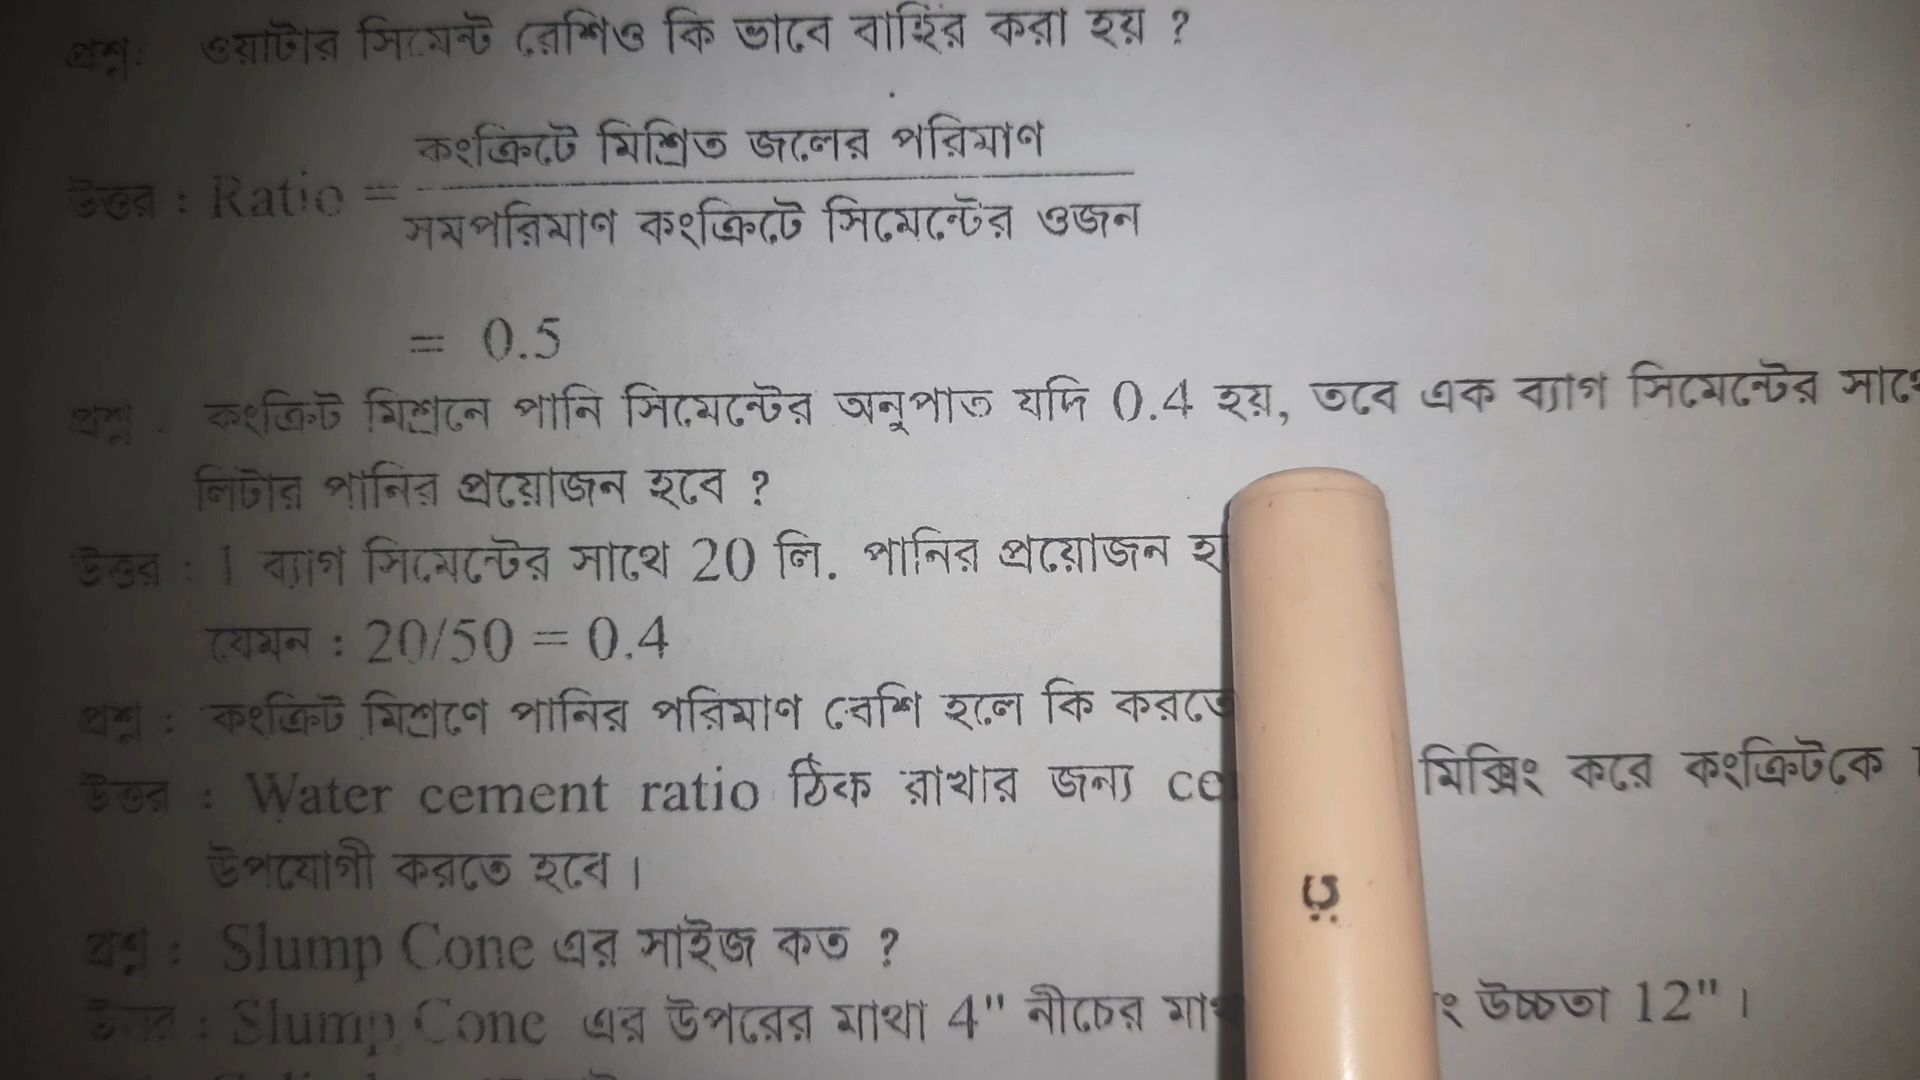 প্রশ্ন: ওয়াটার সিমেন্ট রেশিও কি ভাবে বাহির করা হয় ?
কংক্রিটে মিশ্রিত জলের পরিমাণ
উত্তর : Ratio =
সমপরিমাণ কংক্রিটে সিমেন্টের ওজন
= 0.5
প্রশ্ন : কংক্রিট মিশ্রনে পানি সিমেন্টের অনুপাত যদি 0.4 হয়, তবে এক ব্যাগ সিমেন্টের
লিটার পানির প্রয়োজন হবে ?
উত্তর : 1 ব্যাগ সিমেন্টের সাথে 20 লি. পানির প্রয়োজন
যেমন : 20/50 = 0.4
প্রশ্ন : কংক্রিট মিশ্রণে পানির পরিমাণ বেশি হলে কি
উত্তর : Water cement ratio ঠিক রাখার জন্য মিক্সিং করে কংক্রিটকে
উপযোগী করতে হবে ।
প্রশ্ন : Slump Cone এর সাইজ কত ?
উত্তর : Slump Cone এর উপরের মাথা 4" নীচের উচ্চতা 12" ।